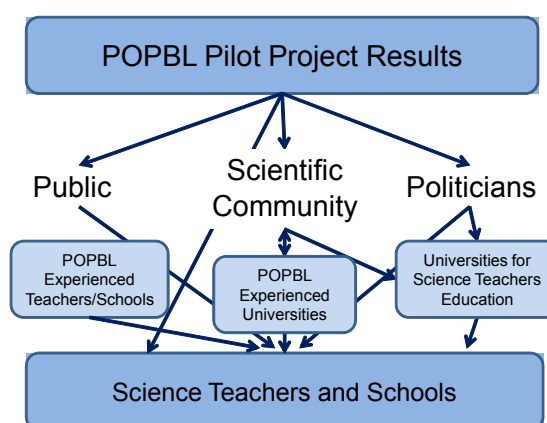 POPBL Pilot Project Results
Public
Scientific
Community
Politicians
POPBL
Experienced
Teachers/Schools
POPBL
Experienced
Universities
Universities for
Science Teachers
Education
Science Teachers and Schools